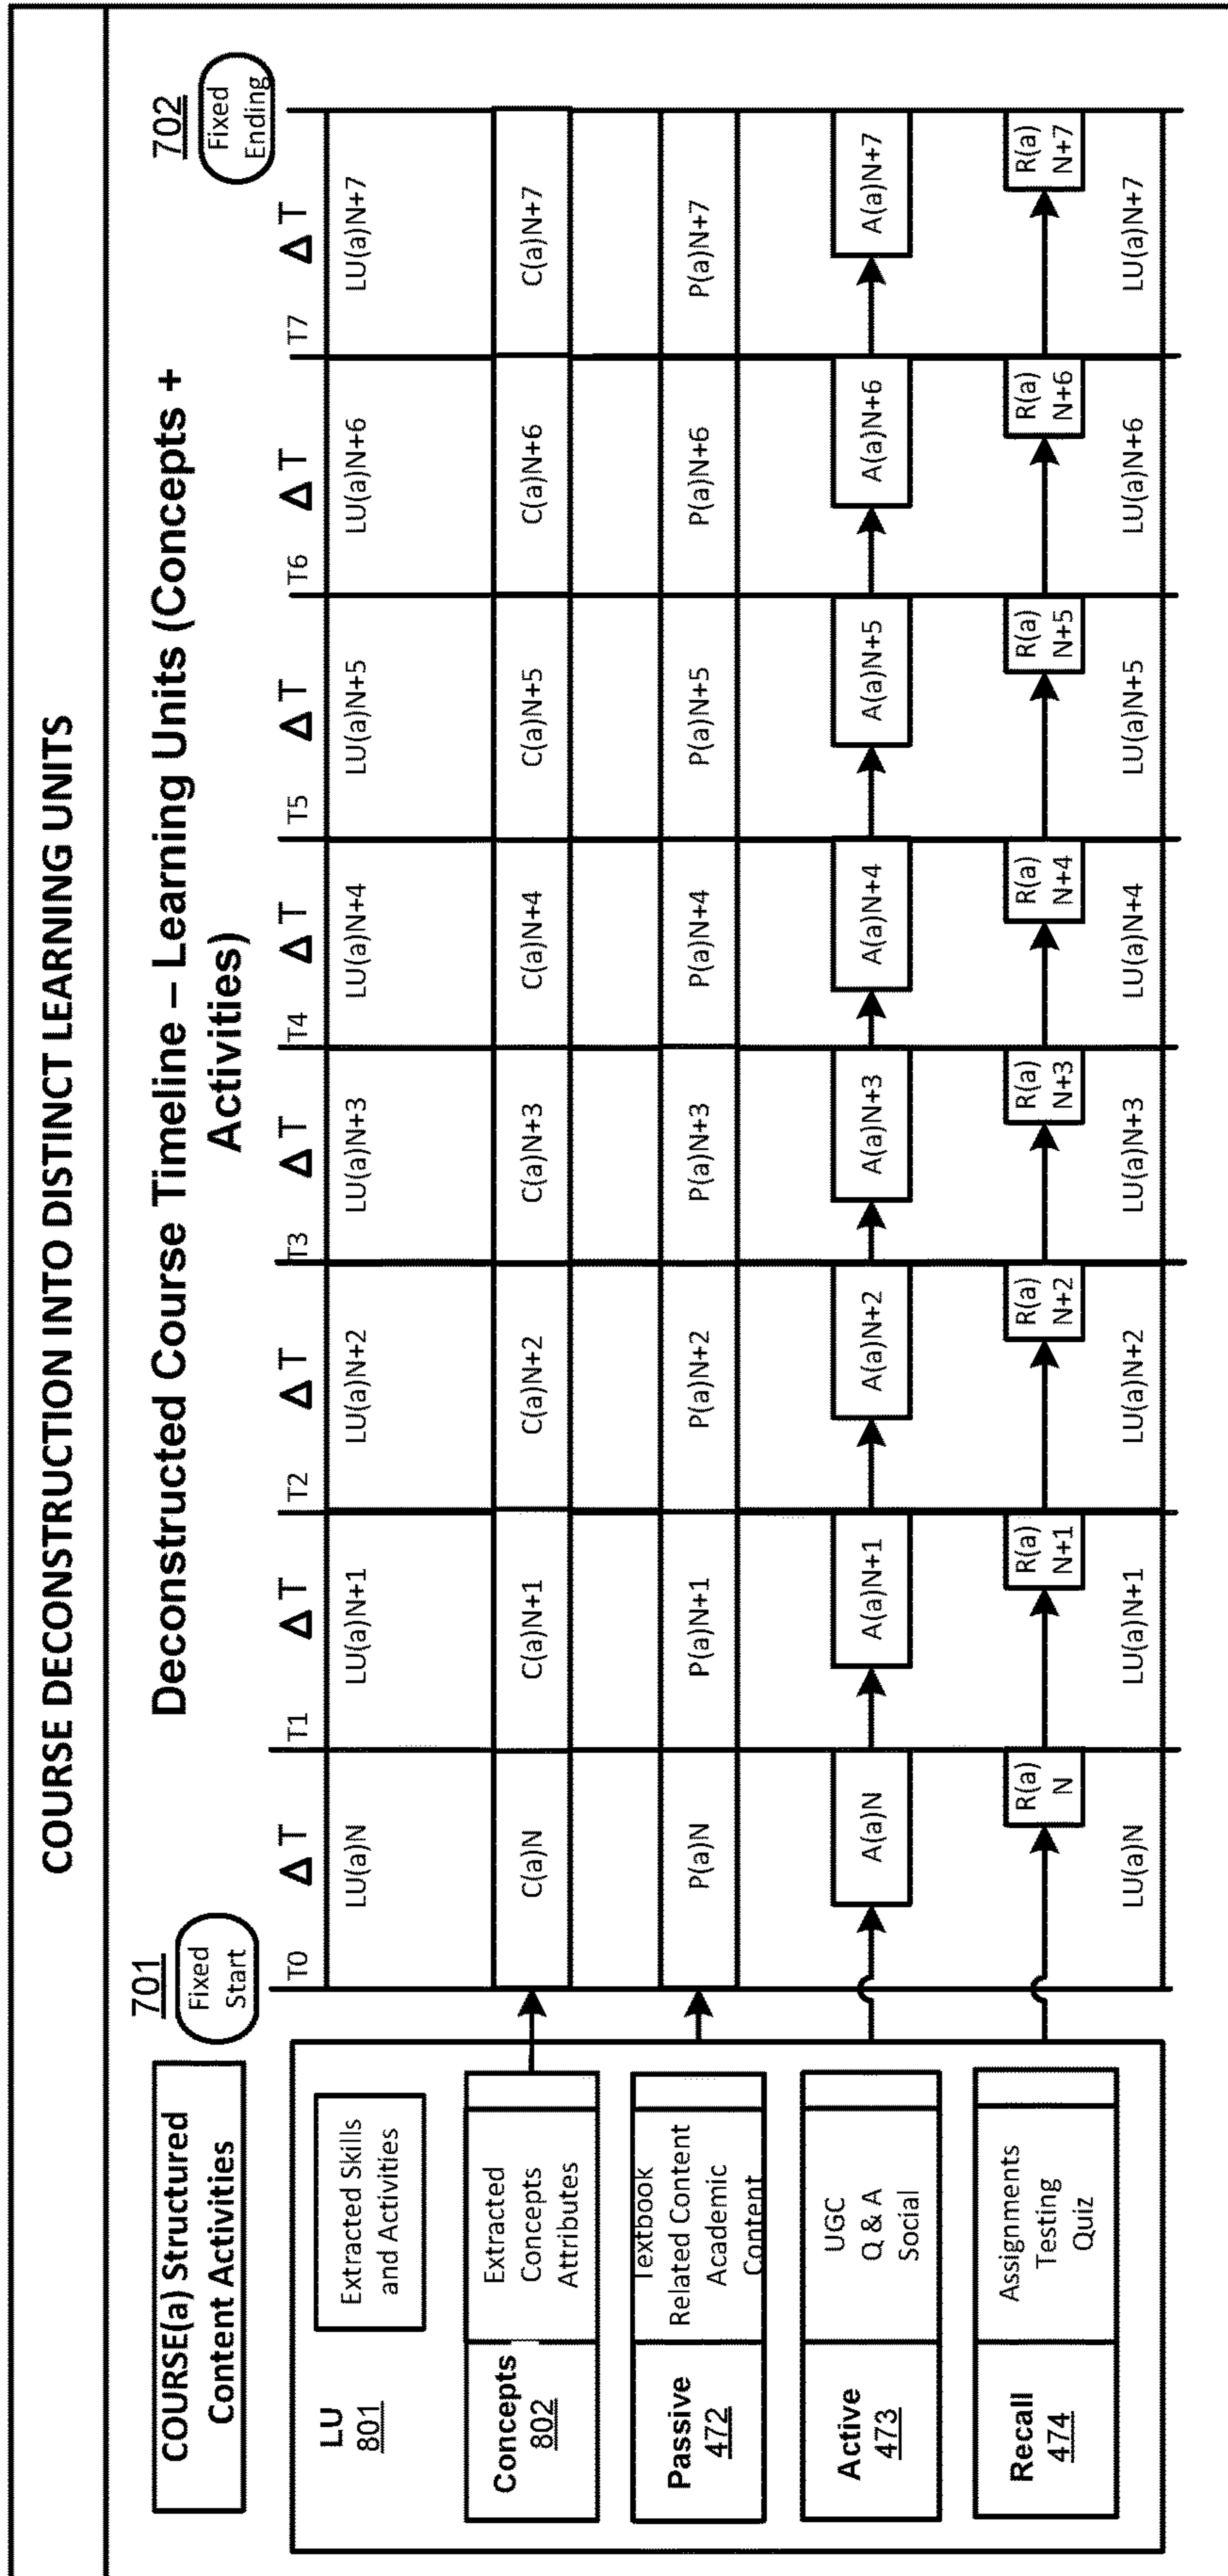 COURSE DECONSTRUCTION INTO DISTINCT LEARNING UNITS
COURSE(a) Structured
Content Activities
701
Fixed
Start
Deconstructed Course Timeline – Learning Units (Concepts +
Activities)
702
Fixed
Ending
T0 Δ T T1 Δ T T2 Δ T T3 Δ T T4 Δ T T5 Δ T T6 Δ T T7 Δ T
LU
801
Extracted Skills
and Activities
LU(a)N LU(a)N+1 LU(a)N+2 LU(a)N+3 LU(a)N+4 LU(a)N+5 LU(a)N+6 LU(a)N+7
Concepts
802
Extracted
Concepts
Attributes
C(a)N C(a)N+1 C(a)N+2 C(a)N+3 C(a)N+4 C(a)N+5 C(a)N+6 C(a)N+7
Passive
472
Textbook
Related Content
Academic
Content
P(a)N P(a)N+1 P(a)N+2 P(a)N+3 P(a)N+4 P(a)N+5 P(a)N+6 P(a)N+7
Active
473
UGC
Q & A
Social
A(a)N A(a)N+1 A(a)N+2 A(a)N+3 A(a)N+4 A(a)N+5 A(a)N+6 A(a)N+7
Recall
474
Assignments
Testing
Quiz
R(a) R(a) R(a) R(a) R(a) R(a) R(a) R(a)
N N+1 N+2 N+3 N+4 N+5 N+6 N+7
LU(a)N LU(a)N+1 LU(a)N+2 LU(a)N+3 LU(a)N+4 LU(a)N+5 LU(a)N+6 LU(a)N+7